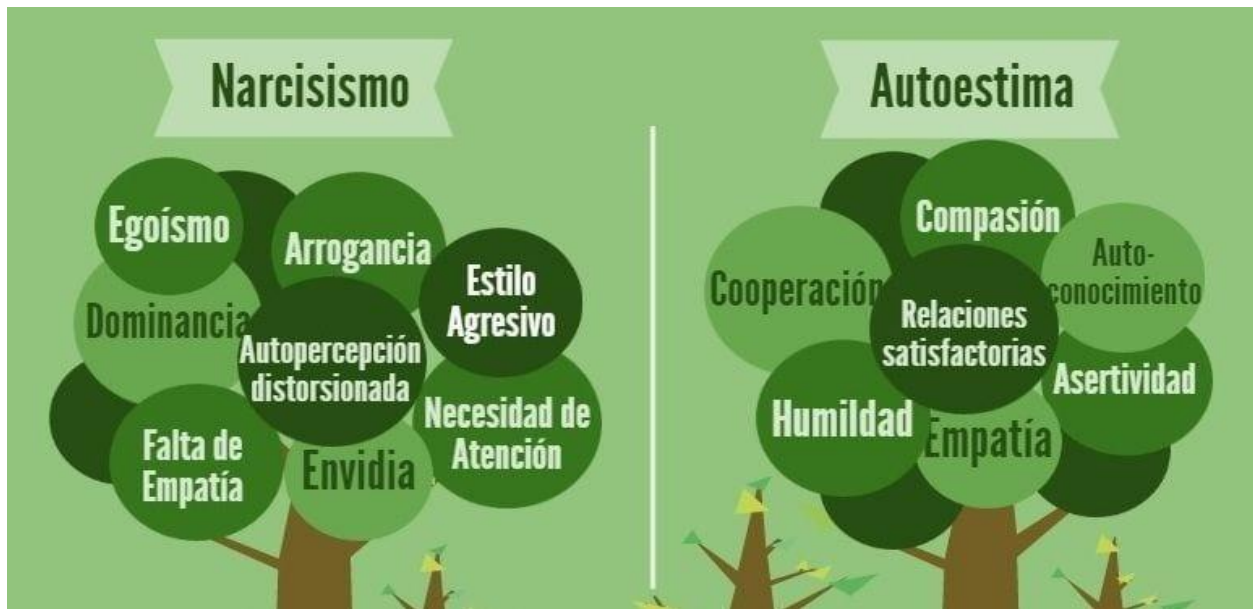 Narcisismo
Egoísmo
Arrogancia
Estilo
Agresivo
Dominancia
Autopercepción
distorsionada
Necesidad de
Atención
Falta de
Empatía
Envidia
Autoestima
Compasión
Auto-
conocimiento
Cooperación
Relaciones
satisfactorias
Asertividad
Humildad
Empatía